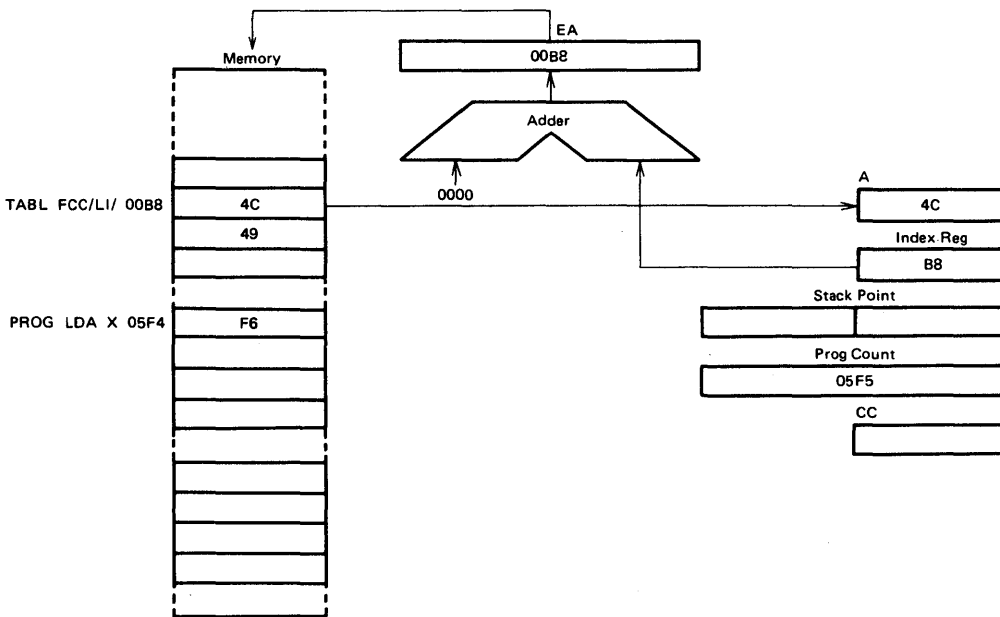 EA
00B8
Memory
Adder
0000
A
TABL FCC/LI/ 00B8
4C
4C
49
Index Reg
B8
Stack Point
PROG LDA X 05F4
F6
Prog Count
05F5
CC